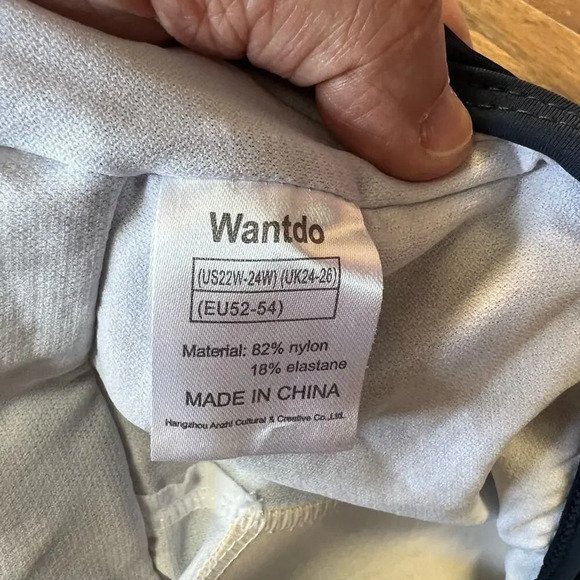 Wantdo
(US22W-24W) (UK24-26)
(EU52-54)
Material: 82% nylon
18% elastane
MADE IN CHINA
Hangzhou Anzhi Cultural & Creative Co.,Ltd.